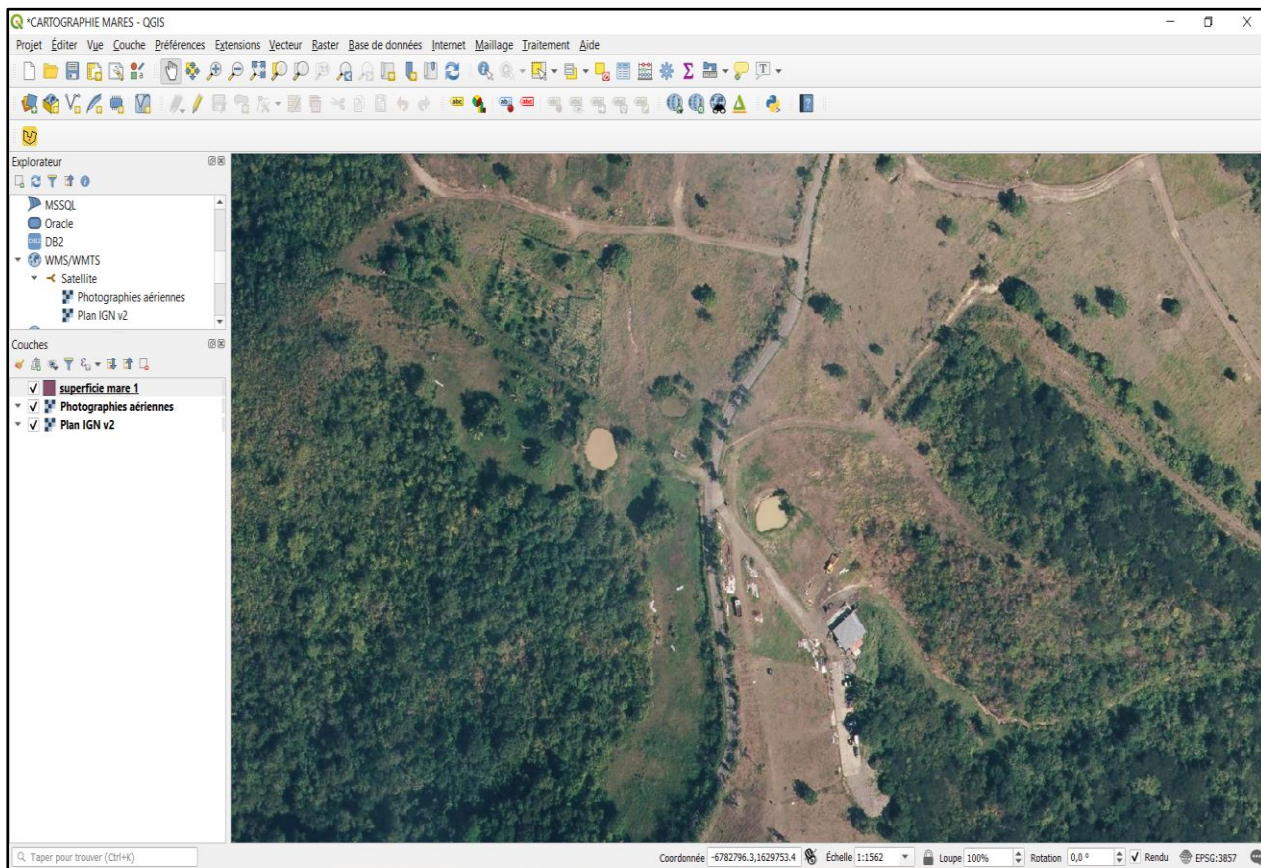 *CARTOGRAPHIE MARES - QGIS
Projet Éditer Vue Couche Préférences Extensions Vecteur Raster Base de données Internet Maillage Traitement Aide
abc abc
Explorateur
MSSQL
Oracle
DB2 DB2
WMS/WMTS
Satellite
Photographies aériennes
Plan IGN v2
Couches
superficie mare 1
Photographies aériennes
Plan IGN v2
Taper pour trouver (Ctrl+K) Coordonnée -6782796.3,1629753.4 Échelle 1:1562 Loupe 100% Rotation 0,0 ° Rendu EPSG:3857